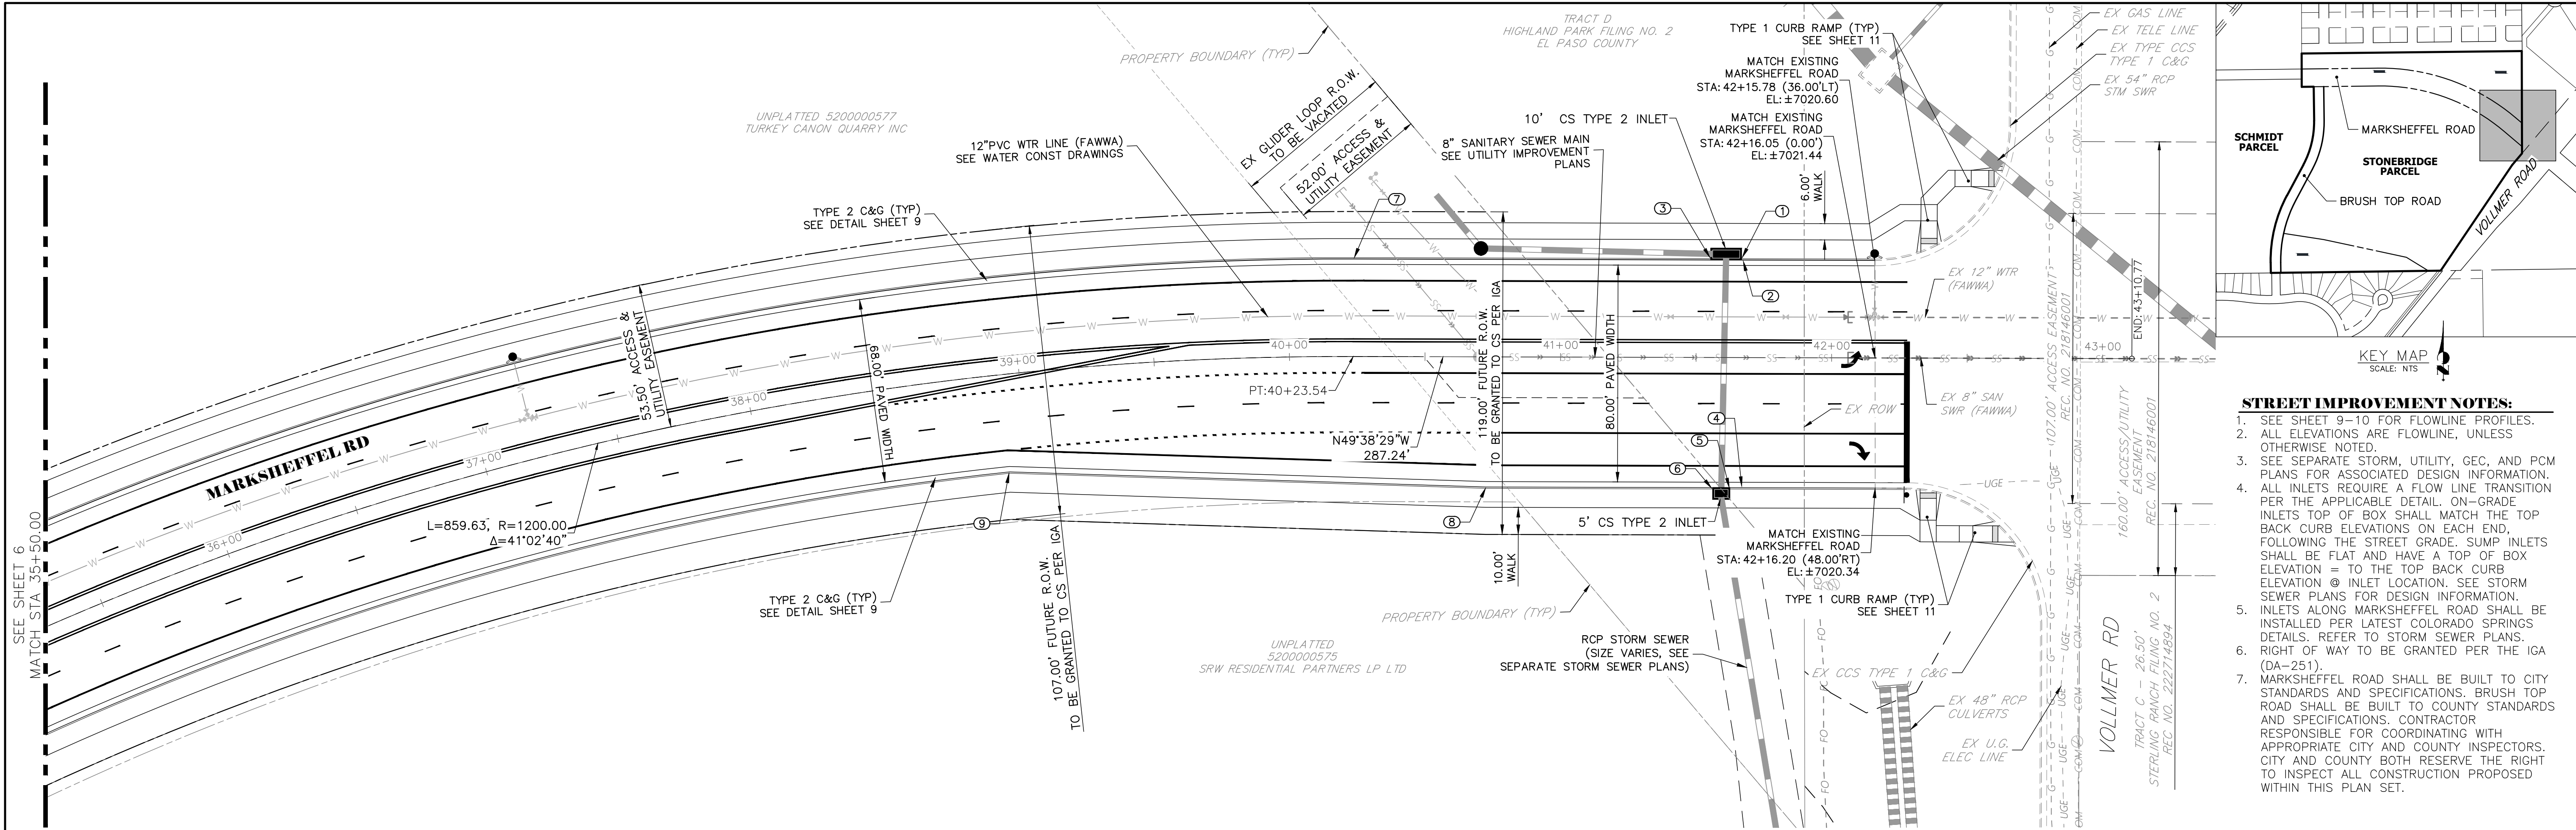 TRACT D
HIGHLAND PARK FILING NO. 2
EL PASO COUNTY
PROPERTY BOUNDARY (TYP)
TYPE 1 CURB RAMP (TYP)
SEE SHEET 11
MATCH EXISTING
MARKSHEFFEL ROAD
STA: 42+15.78 (36.00'LT)
EL: ±7020.60
MATCH EXISTING
MARKSHEFFEL ROAD
STA: 42+16.05 (0.00')
EL: ±7021.44
EX GAS LINE
EX TELE LINE
EX TYPE CCS
TYPE 1 C&G
EX 54" RCP
STM SWR
UNPLATTED 5200000577
TURKEY CANON QUARRY INC
12"PVC WTR LINE (FAWWA)
SEE WATER CONST DRAWINGS
EX GLIDER LOOP R.O.W.
TO BE VACATED
52.00' ACCESS &
UTILITY EASEMENT
10' CS TYPE 2 INLET
8" SANITARY SEWER MAIN
SEE UTILITY IMPROVEMENT
PLANS
6.00'
WALK
TYPE 2 C&G (TYP)
SEE DETAIL SHEET 9
7
3
1
2
53.50' ACCESS &
UTILITY EASEMENT
68.00' PAVED WIDTH
119.00' FUTURE R.O.W.
TO BE GRANTED TO CS PER IGA
80.00' PAVED WIDTH
EX 12" WTR
(FAWWA)
36+00
37+00
38+00
39+00
40+00
41+00
42+00
43+00
END: 43+10.77
PT:40+23.54
N49°38'29"W
287.24'
EX ROW
EX 8" SAN
SWR (FAWWA)
MARKSHEFFEL RD
L=859.63', R=1200.00
Δ=41°02'40"
4
5
6
8
9
5' CS TYPE 2 INLET
10.00'
WALK
MATCH EXISTING
MARKSHEFFEL ROAD
STA: 42+16.20 (48.00'RT)
EL: ±7020.34
TYPE 1 CURB RAMP (TYP)
SEE SHEET 11
SEE SHEET 6
MATCH STA 35+50.00
TYPE 2 C&G (TYP)
SEE DETAIL SHEET 9
107.00' FUTURE R.O.W.
TO BE GRANTED TO CS PER IGA
PROPERTY BOUNDARY (TYP)
UNPLATTED
5200000575
SRW RESIDENTIAL PARTNERS LP LTD
RCP STORM SEWER
(SIZE VARIES, SEE
SEPARATE STORM SEWER PLANS)
EX CCS TYPE 1 C&G
EX 48" RCP
CULVERTS
EX U.G.
ELEC LINE
107.00' ACCESS EASEMENT
REC. NO. 218146001
160.00' ACCESS/UTILITY
EASEMENT
REC. NO. 218146001
VOLLMER RD
TRACT C - 26.50'
STERLING RANCH FILING NO. 2
REC NO. 222714894
SCHMIDT
PARCEL
MARKSHEFFEL ROAD
STONEBRIDGE
PARCEL
BRUSH TOP ROAD
VOLLMER ROAD
KEY MAP
SCALE: NTS
STREET IMPROVEMENT NOTES:
1. SEE SHEET 9-10 FOR FLOWLINE PROFILES.
2. ALL ELEVATIONS ARE FLOWLINE, UNLESS
OTHERWISE NOTED.
3. SEE SEPARATE STORM, UTILITY, GEC, AND PCM
PLANS FOR ASSOCIATED DESIGN INFORMATION.
4. ALL INLETS REQUIRE A FLOW LINE TRANSITION
PER THE APPLICABLE DETAIL. ON-GRADE
INLETS TOP OF BOX SHALL MATCH THE TOP
BACK CURB ELEVATIONS ON EACH END,
FOLLOWING THE STREET GRADE. SUMP INLETS
SHALL BE FLAT AND HAVE A TOP OF BOX
ELEVATION = TO THE TOP BACK CURB
ELEVATION @ INLET LOCATION. SEE STORM
SEWER PLANS FOR DESIGN INFORMATION.
5. INLETS ALONG MARKSHEFFEL ROAD SHALL BE
INSTALLED PER LATEST COLORADO SPRINGS
DETAILS. REFER TO STORM SEWER PLANS.
6. RIGHT OF WAY TO BE GRANTED PER THE IGA
(DA-251).
7. MARKSHEFFEL ROAD SHALL BE BUILT TO CITY
STANDARDS AND SPECIFICATIONS. BRUSH TOP
ROAD SHALL BE BUILT TO COUNTY STANDARDS
AND SPECIFICATIONS. CONTRACTOR
RESPONSIBLE FOR COORDINATING WITH
APPROPRIATE CITY AND COUNTY INSPECTORS.
CITY AND COUNTY BOTH RESERVE THE RIGHT
TO INSPECT ALL CONSTRUCTION PROPOSED
WITHIN THIS PLAN SET.